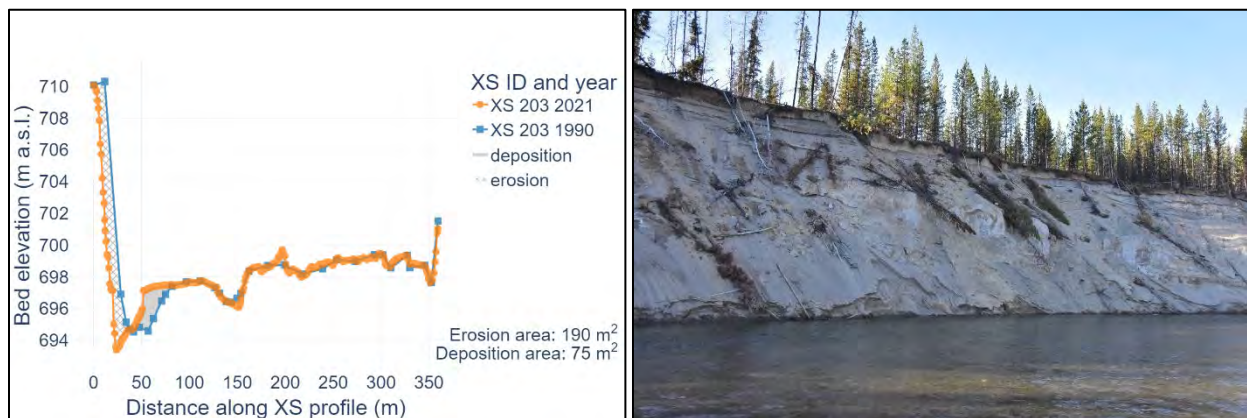 XS ID and year
XS 203 2021
XS 203 1990
deposition
erosion
Bed elevation (m a.s.l.)
710
708
706
704
702
700
698
696
694
Erosion area: 190 m²
Deposition area: 75 m²
0 50 100 150 200 250 300 350
Distance along XS profile (m)